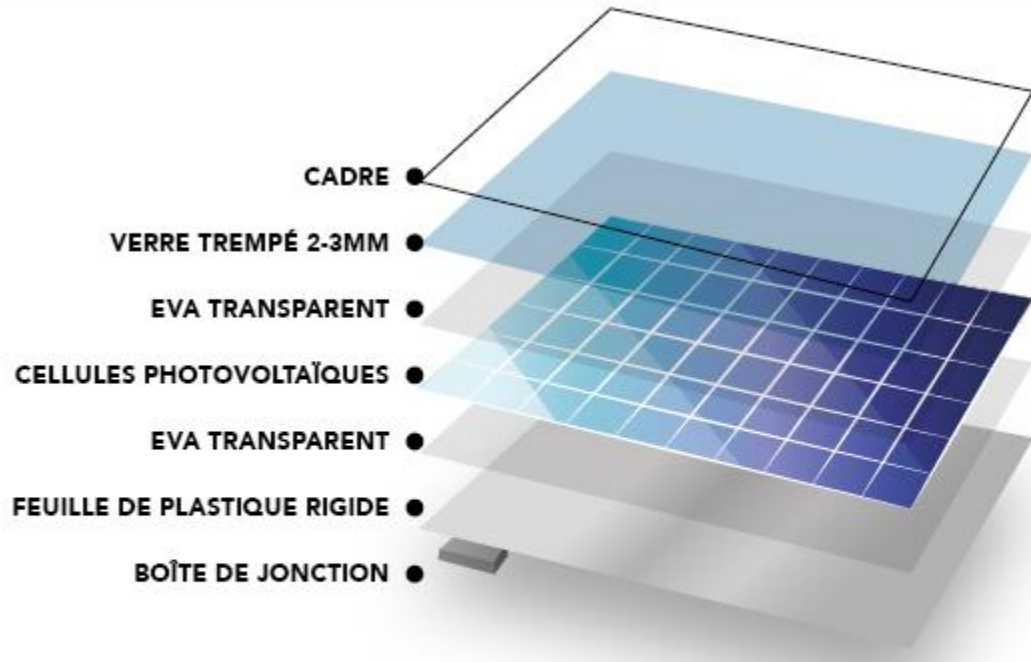 CADRE
VERRE TREMPÉ 2-3MM
EVA TRANSPARENT
CELLULES PHOTOVOLTAÏQUES
EVA TRANSPARENT
FEUILLE DE PLASTIQUE RIGIDE
BOÎTE DE JONCTION